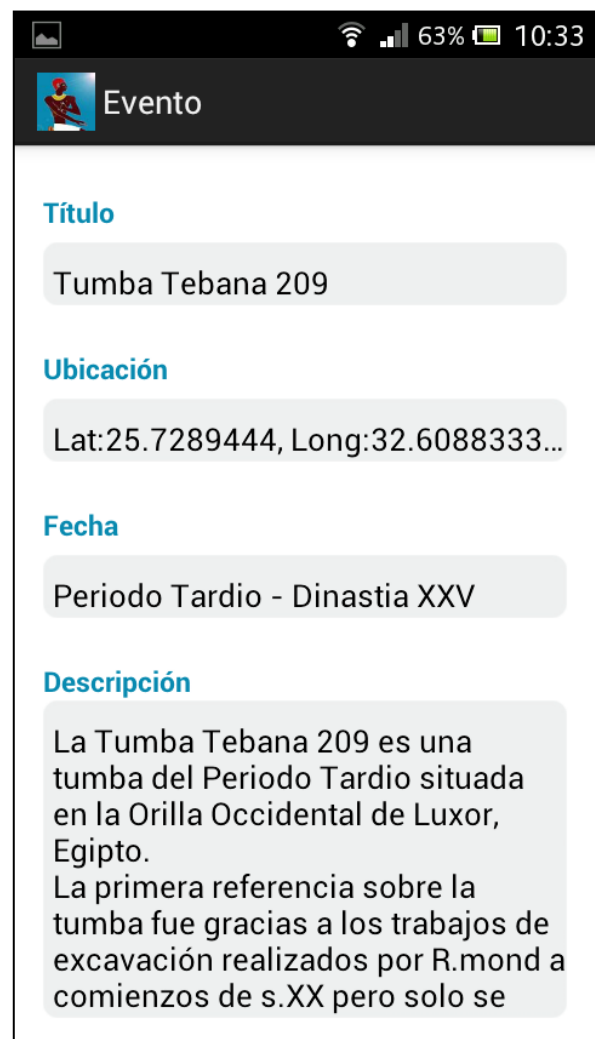 63% 10:33
Evento
Título
Tumba Tebana 209
Ubicación
Lat:25.7289444, Long:32.6088333...
Fecha
Periodo Tardio - Dinastia XXV
Descripción
La Tumba Tebana 209 es una
tumba del Periodo Tardio situada
en la Orilla Occidental de Luxor,
Egipto.
La primera referencia sobre la
tumba fue gracias a los trabajos de
excavación realizados por R.mond a
comienzos de s.XX pero solo se